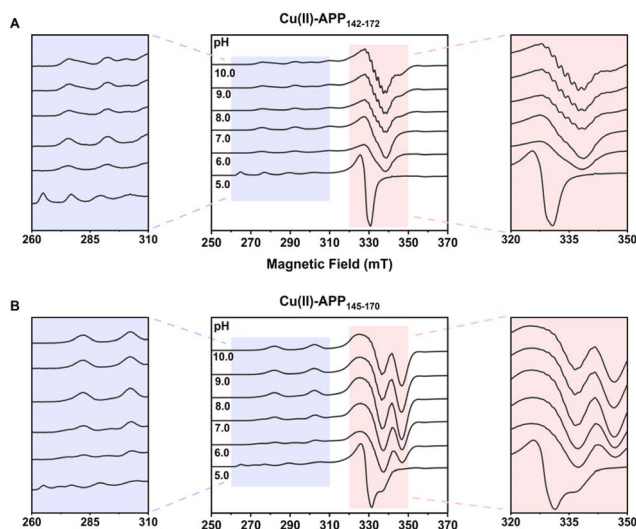 A
Cu(II)-APP142-172
pH
10.0
9.0
8.0
7.0
6.0
5.0
260 285 310
250 270 290 310 330 350 370
320 335 350
Magnetic Field (mT)
B
Cu(II)-APP145-170
pH
10.0
9.0
8.0
7.0
6.0
5.0
260 285 310
250 270 290 310 330 350 370
320 335 350
Magnetic Field (mT)